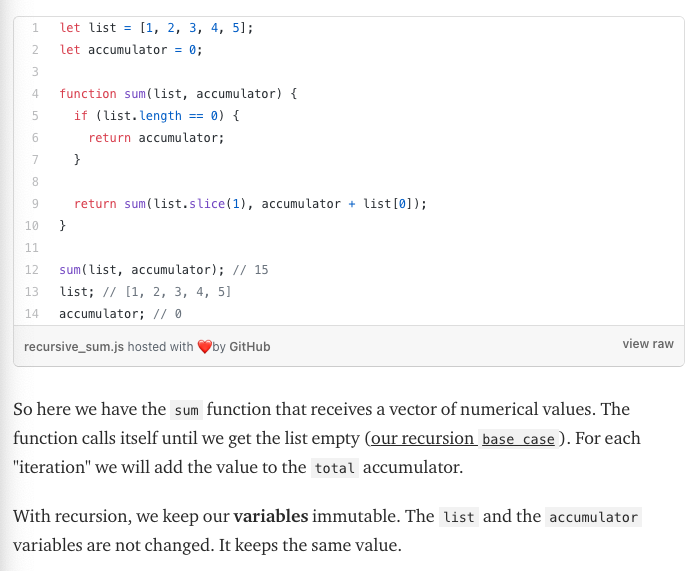 1 let list = [1, 2, 3, 4, 5];
2 let accumulator = 0;
3
4 function sum(list, accumulator) {
5 if (list.length == 0) {
6 return accumulator;
7 }
8
9 return sum(list.slice(1), accumulator + list[0]);
10 }
11
12 sum(list, accumulator); // 15
13 list; // [1, 2, 3, 4, 5]
14 accumulator; // 0
recursive_sum.js hosted with ❤ by GitHub view raw
So here we have the sum function that receives a vector of numerical values. The
function calls itself until we get the list empty (our recursion base case). For each
"iteration" we will add the value to the total accumulator.
With recursion, we keep our variables immutable. The list and the accumulator
variables are not changed. It keeps the same value.